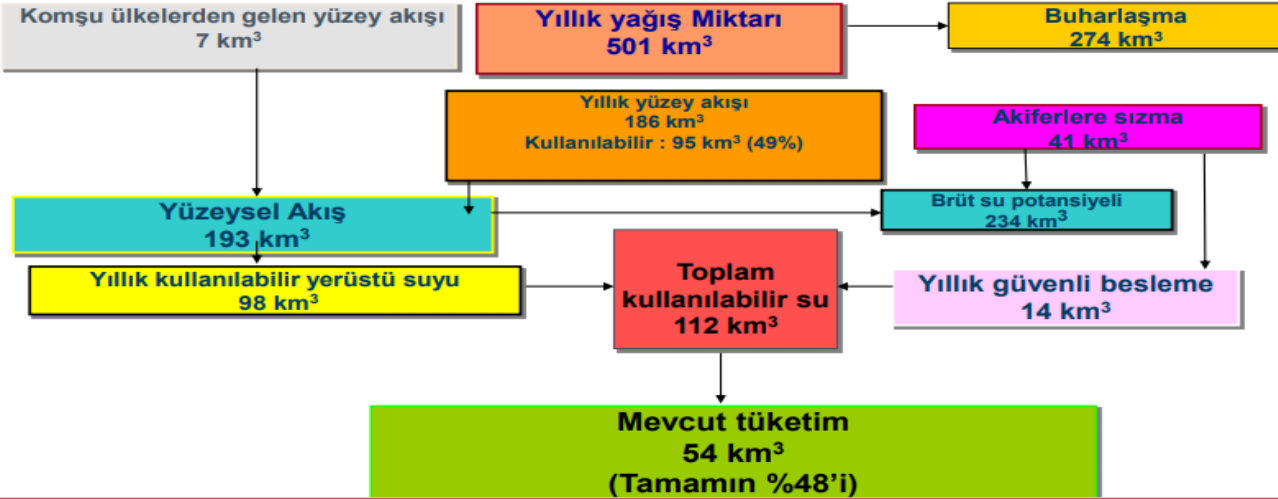 Komşu ülkelerden gelen yüzey akışı
7 km³
Yıllık yağış Miktarı
501 km³
Buharlaşma
274 km³
Yıllık yüzey akışı
186 km³
Kullanılabilir : 95 km³ (49%)
Akiferlere sızma
41 km³
Yüzeysel Akış
193 km³
Brüt su potansiyeli
234 km³
Yıllık kullanılabilir yerüstü suyu
98 km³
Toplam
kullanılabilir su
112 km³
Yıllık güvenli besleme
14 km³
Mevcut tüketim
54 km³
(Tamamın %48’i)